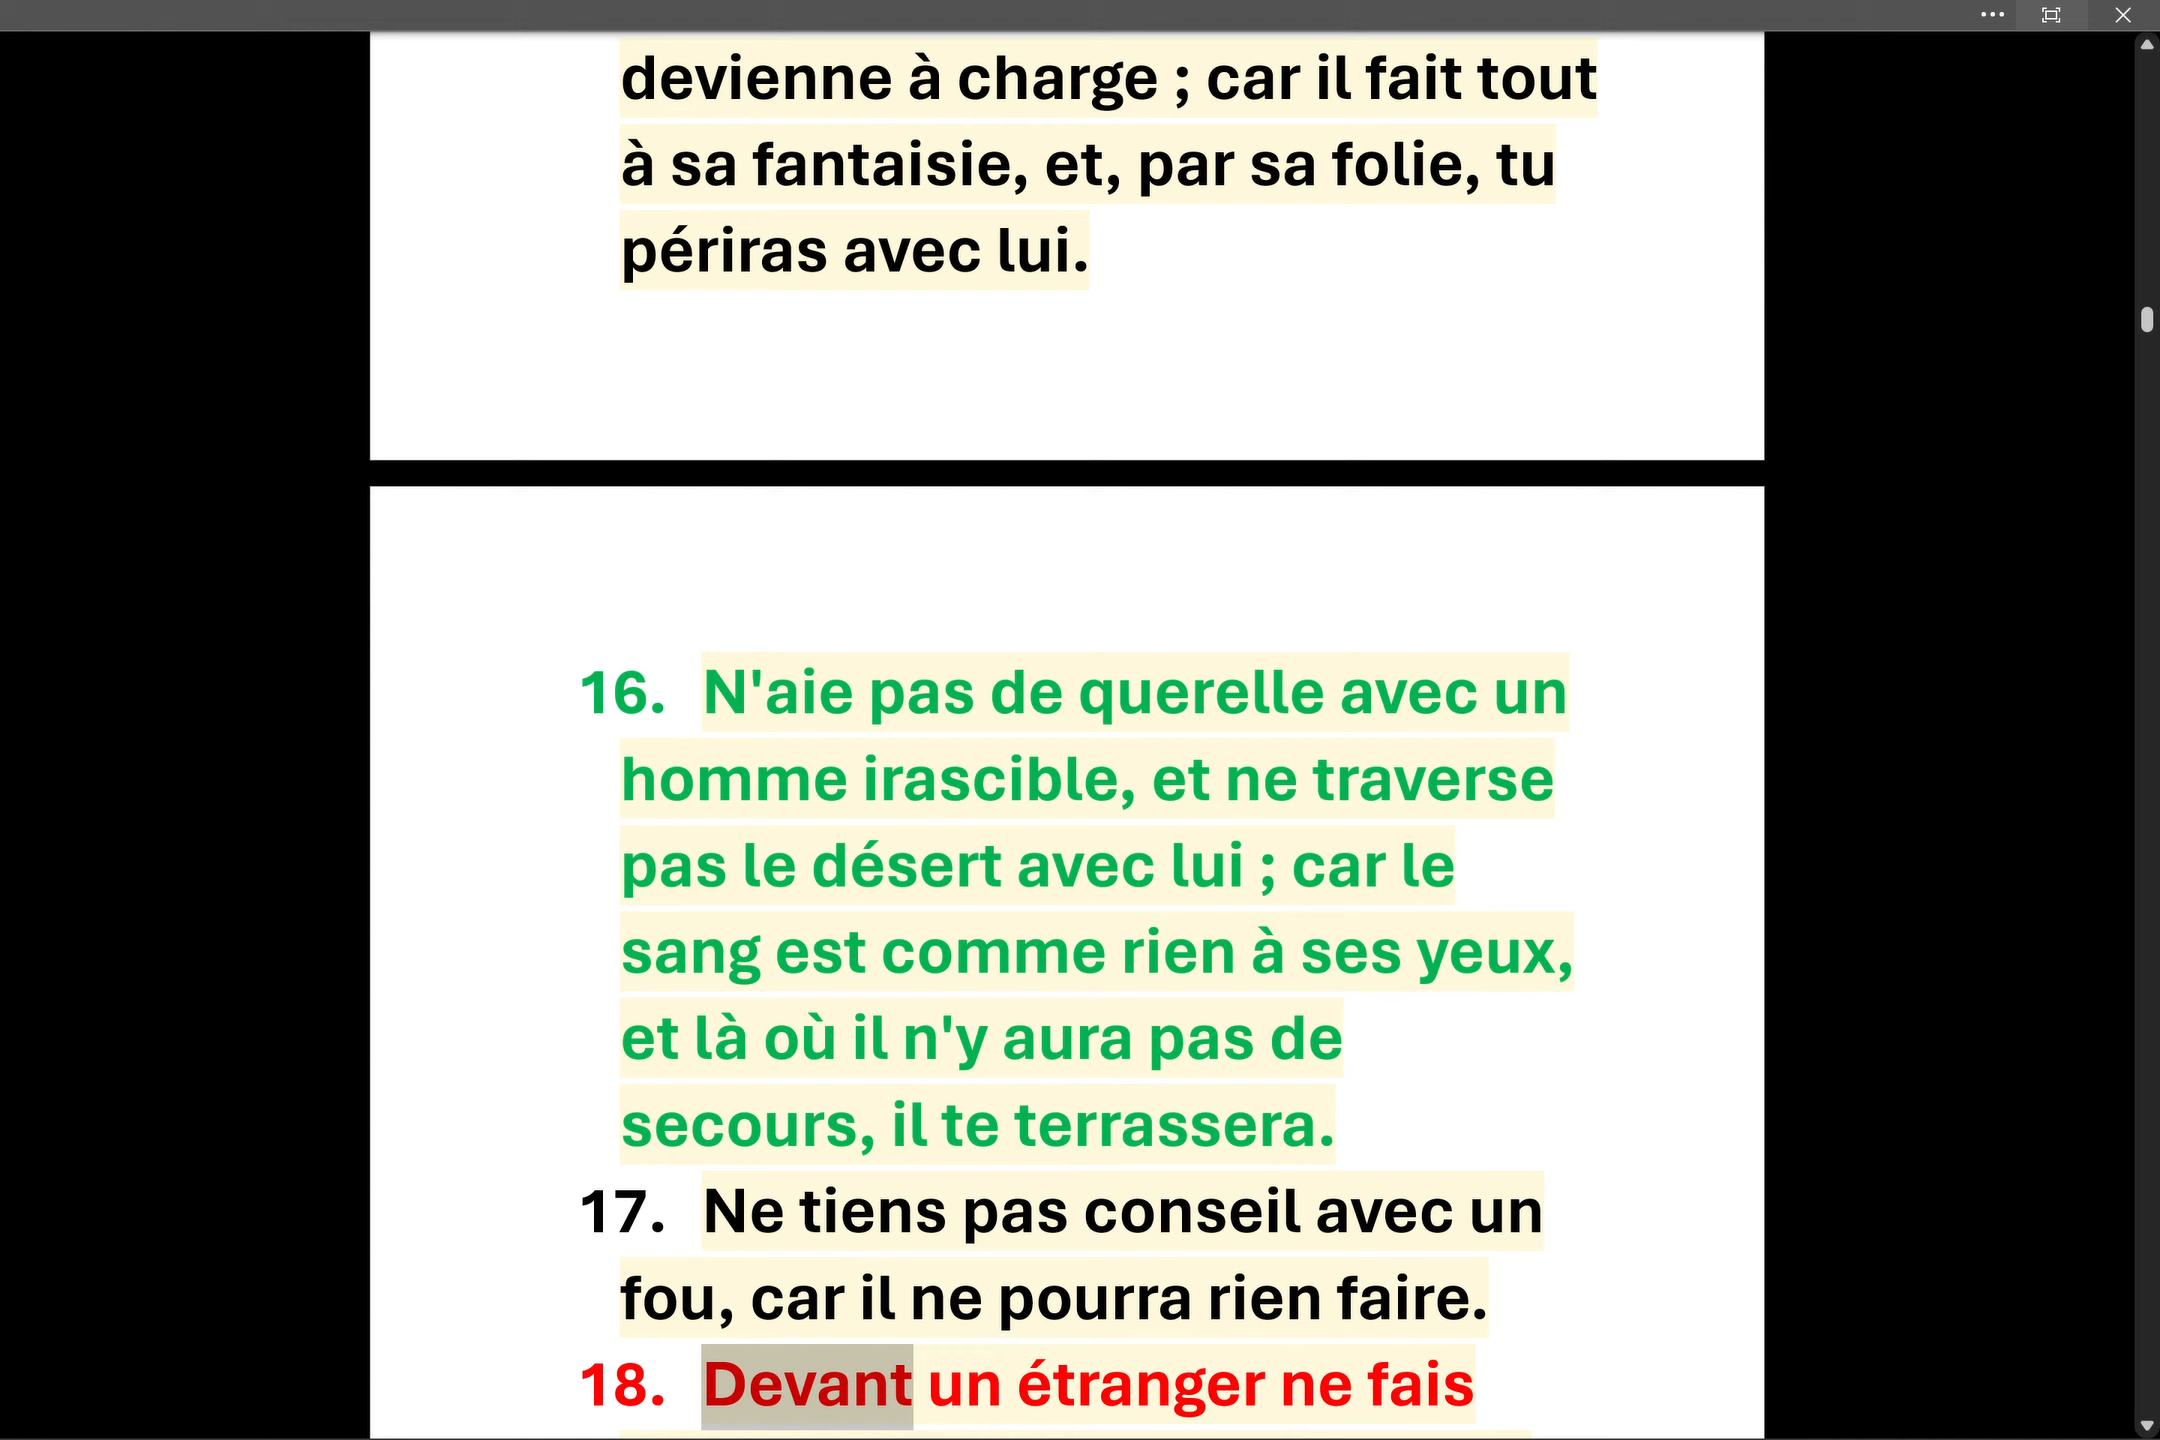 devienne à charge ; car il fait tout
à sa fantaisie, et, par sa folie, tu
périras avec lui.
16. N'aie pas de querelle avec un
homme irascible, et ne traverse
pas le désert avec lui ; car le
sang est comme rien à ses yeux,
et là où il n'y aura pas de
secours, il te terrassera.
17. Ne tiens pas conseil avec un
fou, car il ne pourra rien faire.
18. Devant un étranger ne fais